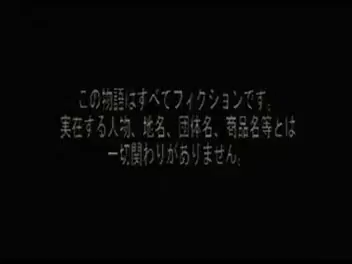 この物語はすべてフィクションです。
実在する人物、地名、団体名、商品名等とは
一切関わりがありません。